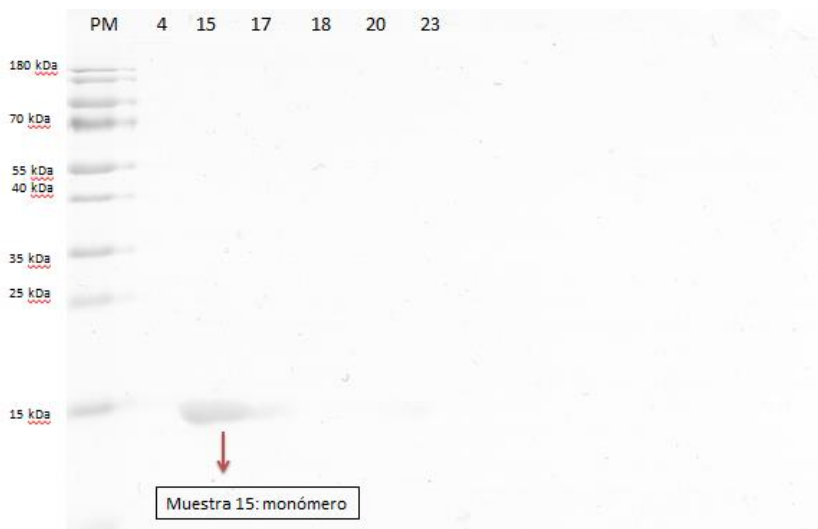 PM 4 15 17 18 20 23
180 kDa
70 kDa
55 kDa
40 kDa
35 kDa
25 kDa
15 kDa
Muestra 15: monómero